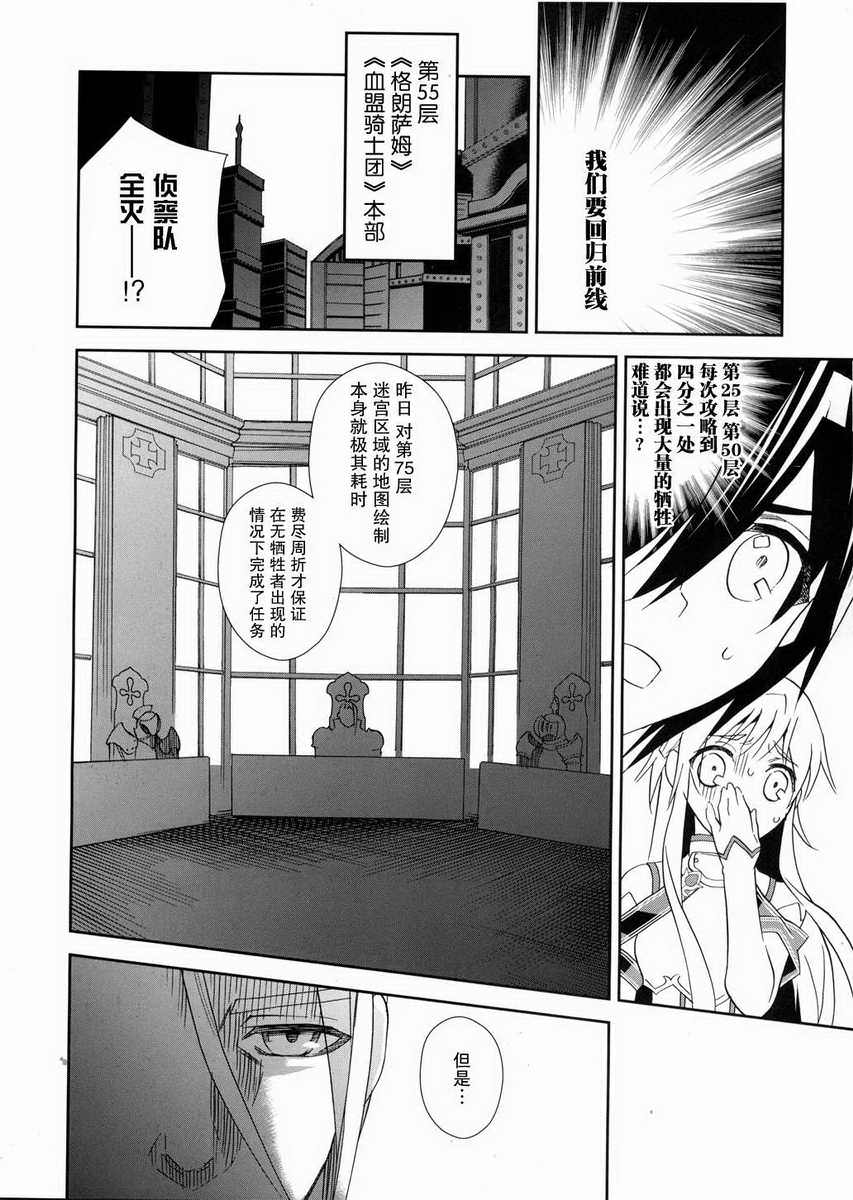 我们要回归前线
第55层
《格朗萨姆》
《血盟骑士团》本部
侦察队
全灭——!?
第25层 第50层
每次攻略到
四分之一处
都会出现大量的牺牲
难道说…?
昨日 对第75层
迷宫区域的地图绘制
本身就极其耗时
费尽周折才保证
在无牺牲者出现的
情况下完成了任务
但是…